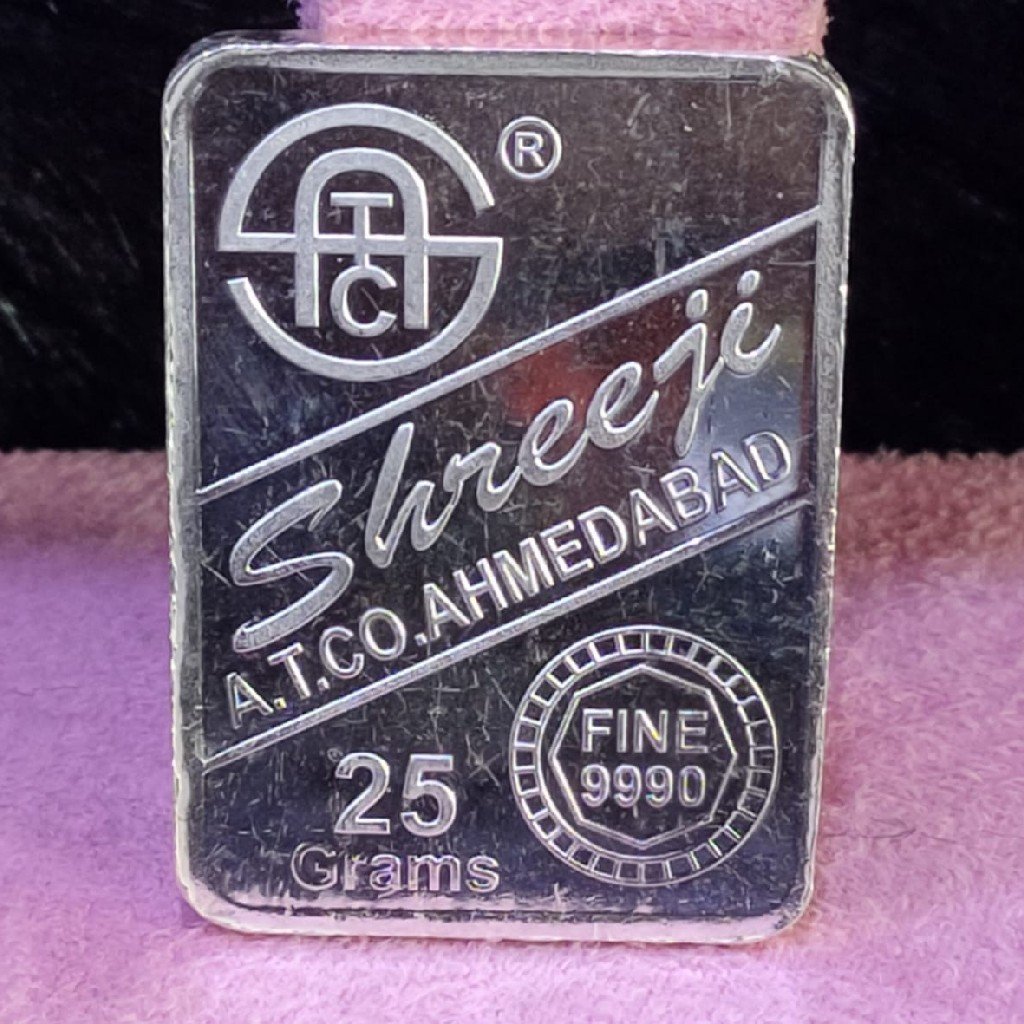 ATC
®
Shreeji
A.T.CO.AHMEDABAD
25
Grams
FINE
9990